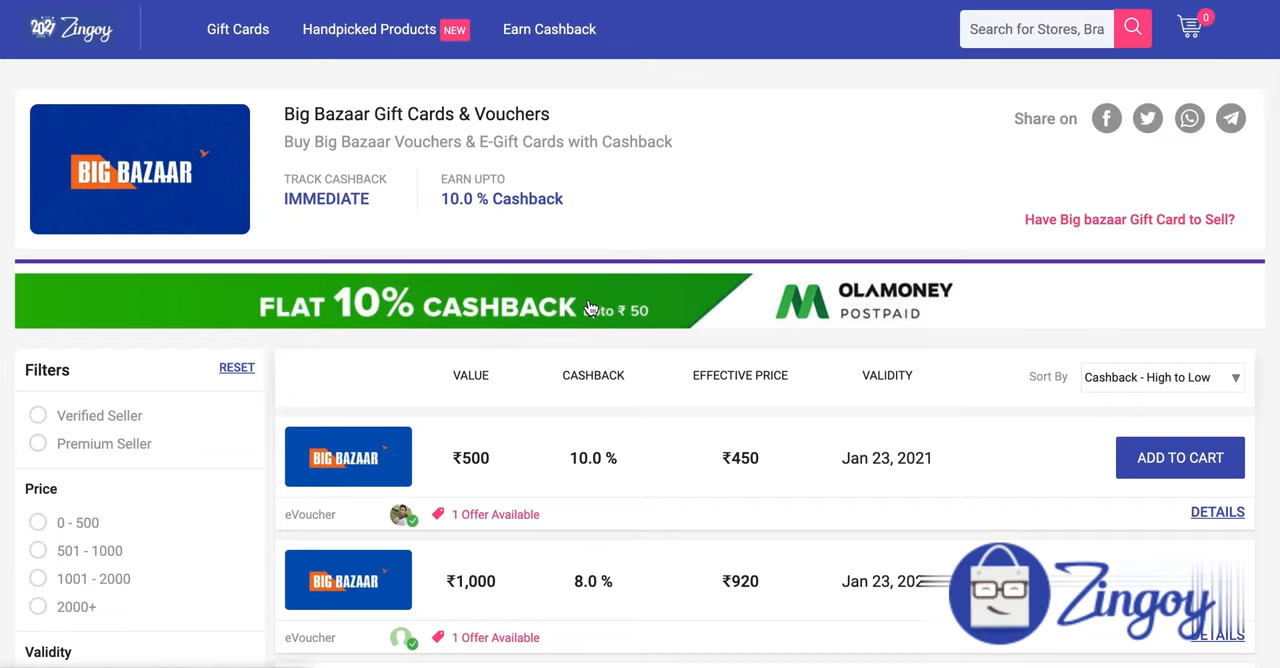 2021 Zingoy
Gift Cards
Handpicked Products NEW
Earn Cashback
Search for Stores, Bra
0
BIG BAZAAR
Big Bazaar Gift Cards & Vouchers
Buy Big Bazaar Vouchers & E-Gift Cards with Cashback
TRACK CASHBACK
IMMEDIATE
EARN UPTO
10.0 % Cashback
Share on
Have Big bazaar Gift Card to Sell?
FLAT 10% CASHBACK to ₹ 50
OLAMONEY
POSTPAID
Filters
RESET
Verified Seller
Premium Seller
Price
0 - 500
501 - 1000
1001 - 2000
2000+
Validity
VALUE
CASHBACK
EFFECTIVE PRICE
VALIDITY
Sort By
Cashback - High to Low
BIG BAZAAR
₹500
10.0 %
₹450
Jan 23, 2021
ADD TO CART
eVoucher
1 Offer Available
DETAILS
BIG BAZAAR
₹1,000
8.0 %
₹920
Jan 23,
eVoucher
1 Offer Available
Zingoy